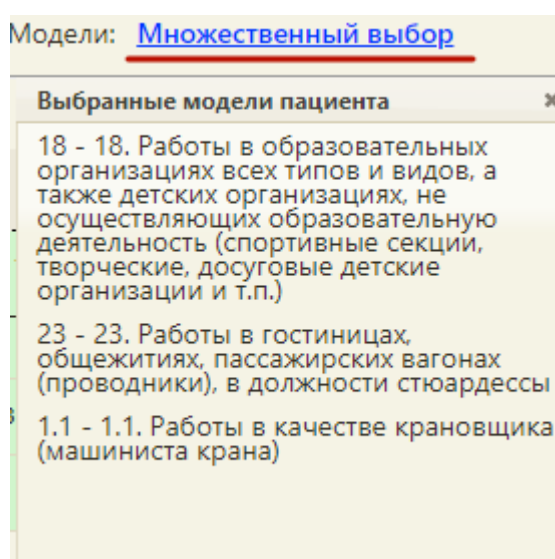 Модели: Множественный выбор
Выбранные модели пациента
18 - 18. Работы в образовательных
организациях всех типов и видов, а
также детских организациях, не
осуществляющих образовательную
деятельность (спортивные секции,
творческие, досуговые детские
организации и т.п.)
23 - 23. Работы в гостиницах,
общежитиях, пассажирских вагонах
(проводники), в должности стюардессы
1.1 - 1.1. Работы в качестве крановщика
(машиниста крана)